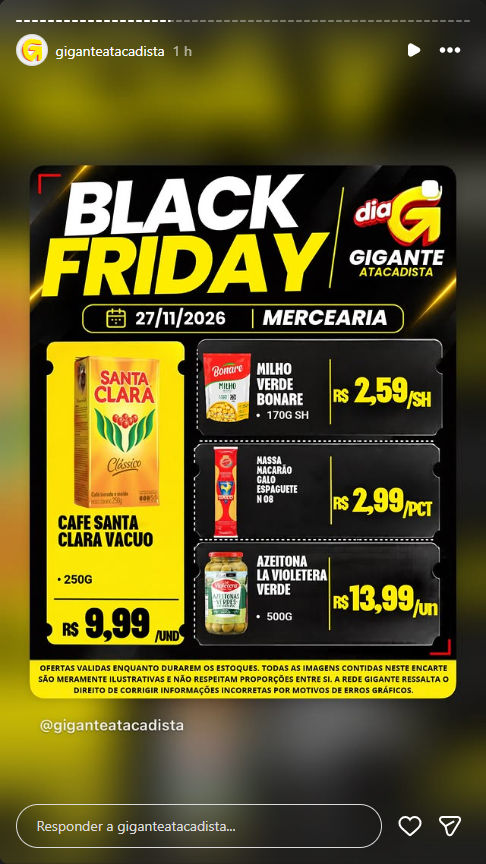 giganteatacadista 1 h
BLACK
FRIDAY
dia G
GIGANTE
ATACADISTA
27/11/2026 | MERCEARIA
SANTA
CLARA
Clássico
CAFE SANTA
CLARA VACUO
• 250G
R$ 9,99 /UND
Bonare
MILHO
MILHO
VERDE
BONARE
• 170G SH
R$ 2,59/SH
MASSA
MACARÃO
GALO
ESPAGUETE
N 08
R$ 2,99/PCT
La Violetera
AZEITONAS
VERDES
AZEITONA
LA VIOLETERA
VERDE
• 500G
R$13,99/un
OFERTAS VALIDAS ENQUANTO DURAREM OS ESTOQUES. TODAS AS IMAGENS CONTIDAS NESTE ENCARTE
SÃO MERAMENTE ILUSTRATIVAS E NÃO RESPEITAM PROPORÇÕES ENTRE SI. A REDE GIGANTE RESSALTA O
DIREITO DE CORRIGIR INFORMAÇÕES INCORRETAS POR MOTIVOS DE ERROS GRÁFICOS.
@giganteatacadista
Responder a giganteatacadista...